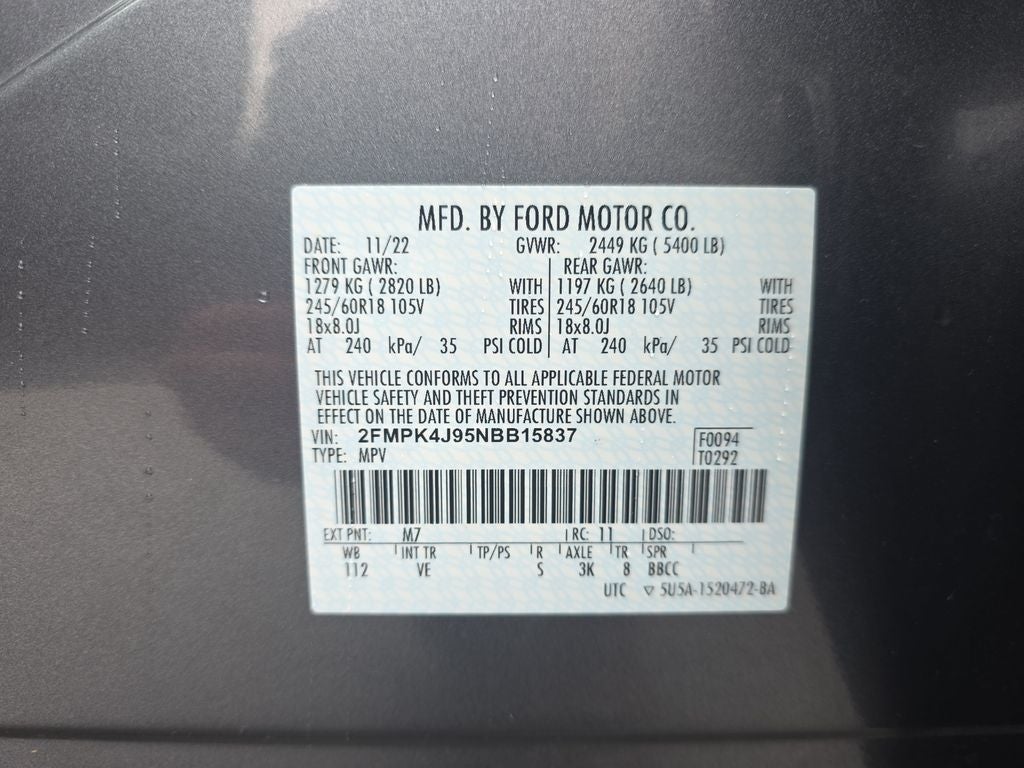 MFD. BY FORD MOTOR CO.
DATE: 11/22 GVWR: 2449 KG ( 5400 LB)
FRONT GAWR: REAR GAWR:
1279 KG ( 2820 LB) WITH 1197 KG ( 2640 LB) WITH
245/60R18 105V TIRES 245/60R18 105V TIRES
18x8.0J RIMS 18x8.0J RIMS
AT 240 kPa/ 35 PSI COLD AT 240 kPa/ 35 PSI COLD
THIS VEHICLE CONFORMS TO ALL APPLICABLE FEDERAL MOTOR
VEHICLE SAFETY AND THEFT PREVENTION STANDARDS IN
EFFECT ON THE DATE OF MANUFACTURE SHOWN ABOVE.
VIN: 2FMPK4J95NBB15837 F0094
TYPE: MPV T0292
EXT PNT: M7 RC: 11 DSO:
WB INT TR TP/PS R AXLE TR SPR
112 VE S 3K 8 BBCC
UTC ▽ 5U5A-1520472-BA